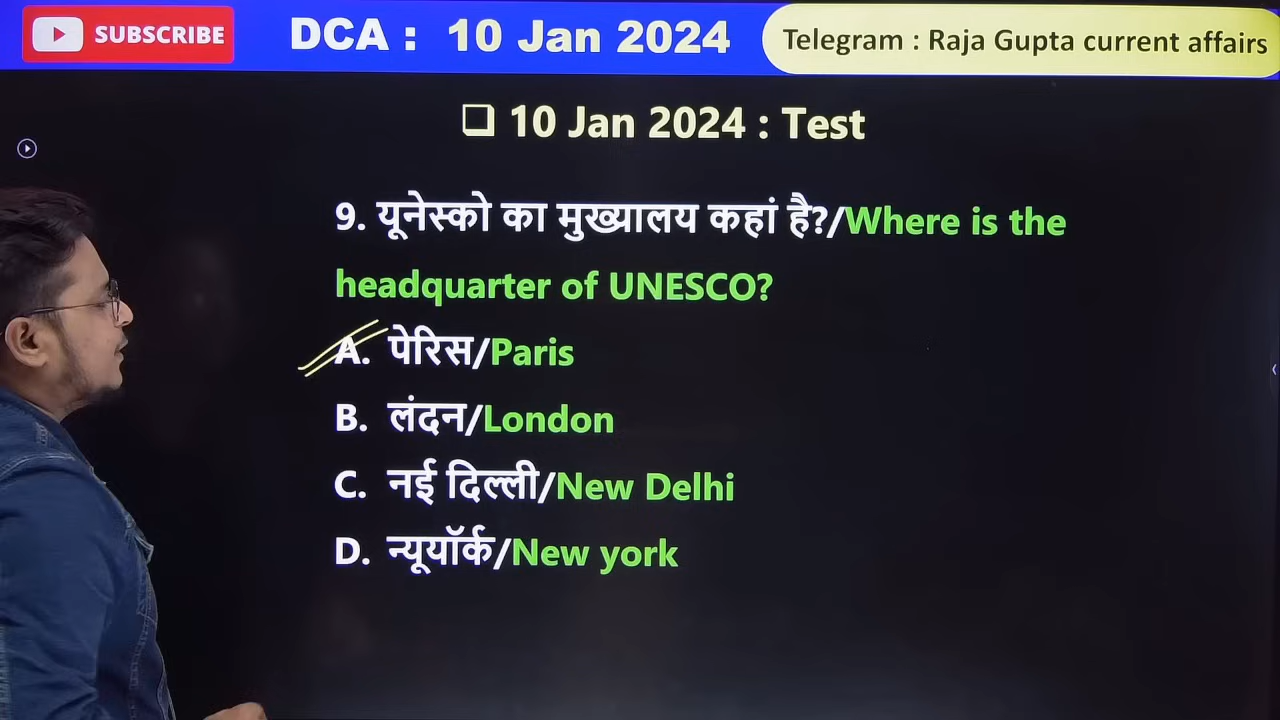 SUBSCRIBE DCA : 10 Jan 2024 Telegram : Raja Gupta current affairs
10 Jan 2024 : Test
9. यूनेस्को का मुख्यालय कहां है?/Where is the
headquarter of UNESCO?
A. पेरिस/Paris
B. लंदन/London
C. नई दिल्ली/New Delhi
D. न्यूयॉर्क/New york